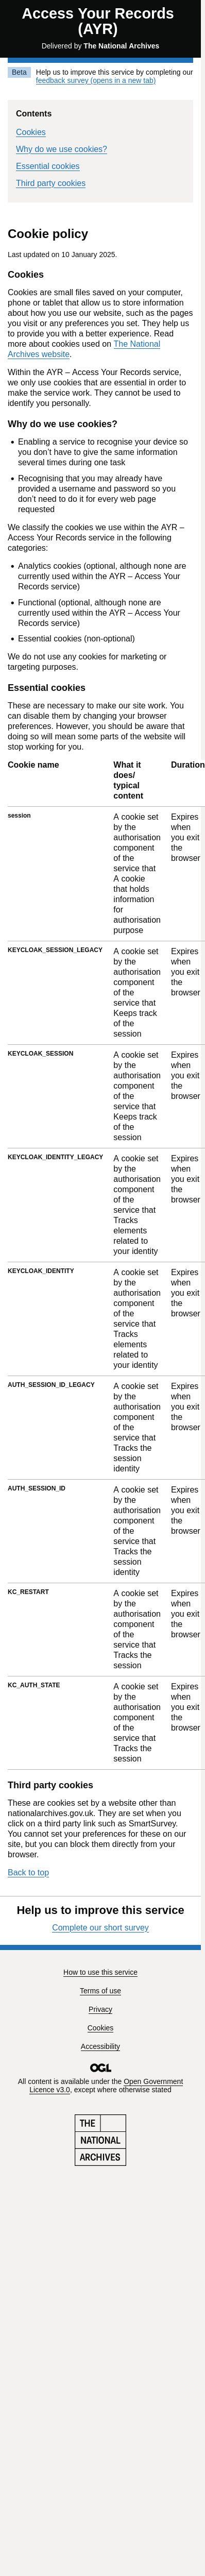 Access Your Records
(AYR)
Delivered by The National Archives
Beta
Help us to improve this service by completing our
feedback survey (opens in a new tab)
Contents
Cookies
Why do we use cookies?
Essential cookies
Third party cookies
Cookie policy
Last updated on 10 January 2025.
Cookies
Cookies are small files saved on your computer,
phone or tablet that allow us to store information
about how you use our website, such as the pages
you visit or any preferences you set. They help us
to provide you with a better experience. Read
more about cookies used on The National
Archives website.
Within the AYR – Access Your Records service,
we only use cookies that are essential in order to
make the service work. They cannot be used to
identify you personally.
Why do we use cookies?
• Enabling a service to recognise your device so
you don’t have to give the same information
several times during one task
• Recognising that you may already have
provided a username and password so you
don’t need to do it for every web page
requested
We classify the cookies we use within the AYR –
Access Your Records service in the following
categories:
• Analytics cookies (optional, although none are
currently used within the AYR – Access Your
Records service)
• Functional (optional, although none are
currently used within the AYR – Access Your
Records service)
• Essential cookies (non-optional)
We do not use any cookies for marketing or
targeting purposes.
Essential cookies
These are necessary to make our site work. You
can disable them by changing your browser
preferences. However, you should be aware that
doing so will mean some parts of the website will
stop working for you.
Cookie name
What it
does/
typical
content
Duration
session
A cookie set
by the
authorisation
component
of the
service that
A cookie
that holds
information
for
authorisation
purpose
Expires
when
you exit
the
browser
KEYCLOAK_SESSION_LEGACY
A cookie set
by the
authorisation
component
of the
service that
Keeps track
of the
session
Expires
when
you exit
the
browser
KEYCLOAK_SESSION
A cookie set
by the
authorisation
component
of the
service that
Keeps track
of the
session
Expires
when
you exit
the
browser
KEYCLOAK_IDENTITY_LEGACY
A cookie set
by the
authorisation
component
of the
service that
Tracks
elements
related to
your identity
Expires
when
you exit
the
browser
KEYCLOAK_IDENTITY
A cookie set
by the
authorisation
component
of the
service that
Tracks
elements
related to
your identity
Expires
when
you exit
the
browser
AUTH_SESSION_ID_LEGACY
A cookie set
by the
authorisation
component
of the
service that
Tracks the
session
identity
Expires
when
you exit
the
browser
AUTH_SESSION_ID
A cookie set
by the
authorisation
component
of the
service that
Tracks the
session
identity
Expires
when
you exit
the
browser
KC_RESTART
A cookie set
by the
authorisation
component
of the
service that
Tracks the
session
Expires
when
you exit
the
browser
KC_AUTH_STATE
A cookie set
by the
authorisation
component
of the
service that
Tracks the
session
Expires
when
you exit
the
browser
Third party cookies
These are cookies set by a website other than
nationalarchives.gov.uk. They are set when you
click on a third party link such as SmartSurvey.
You cannot set your preferences for these on our
site, but you can block them directly from your
browser.
Back to top
Help us to improve this service
Complete our short survey
How to use this service
Terms of use
Privacy
Cookies
Accessibility
OGL
All content is available under the Open Government
Licence v3.0, except where otherwise stated
THE
NATIONAL
ARCHIVES